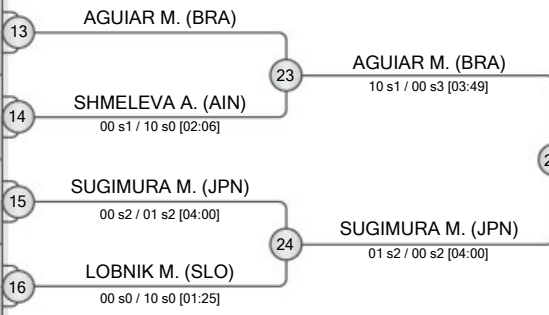 13
AGUIAR M. (BRA)
23
AGUIAR M. (BRA)
10 s1 / 00 s3 [03:49]
14
SHMELEVA A. (AIN)
00 s1 / 10 s0 [02:06]
15
SUGIMURA M. (JPN)
00 s2 / 01 s2 [04:00]
24
SUGIMURA M. (JPN)
01 s2 / 00 s2 [04:00]
16
LOBNIK M. (SLO)
00 s0 / 10 s0 [01:25]